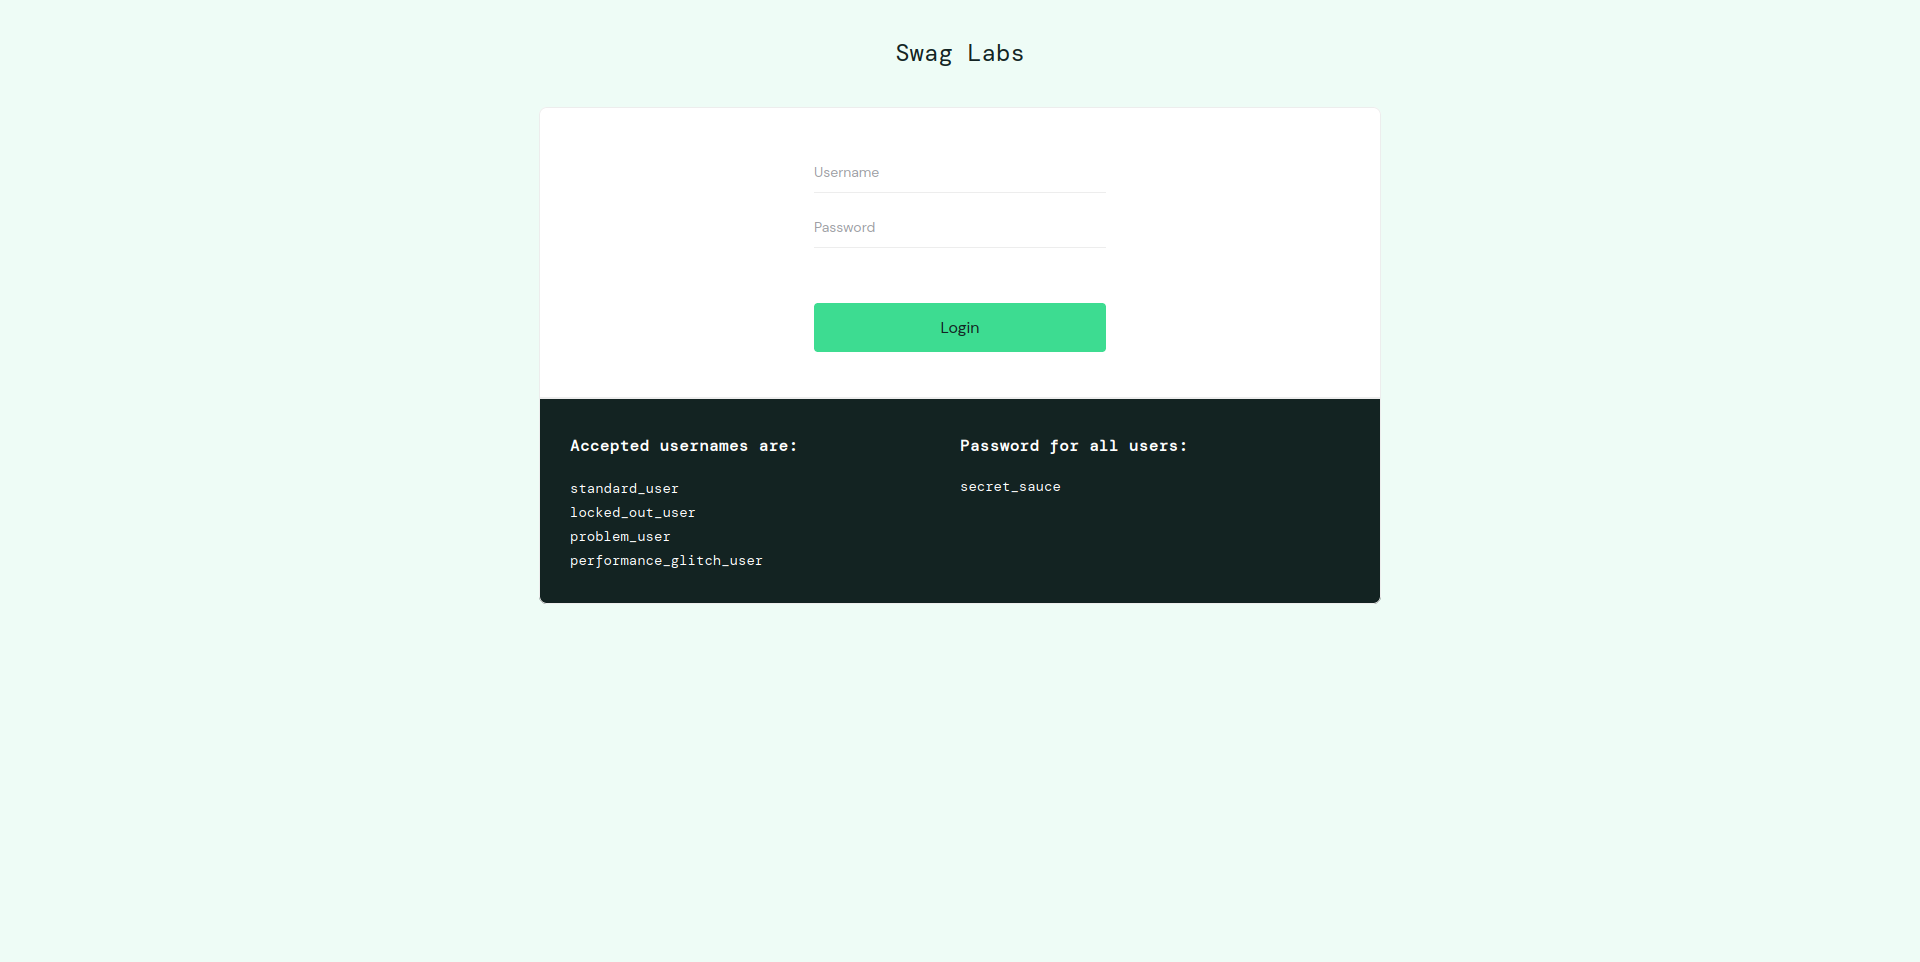 Swag Labs
Username
Password
Login
Accepted usernames are:
standard_user
locked_out_user
problem_user
performance_glitch_user
Password for all users:
secret_sauce